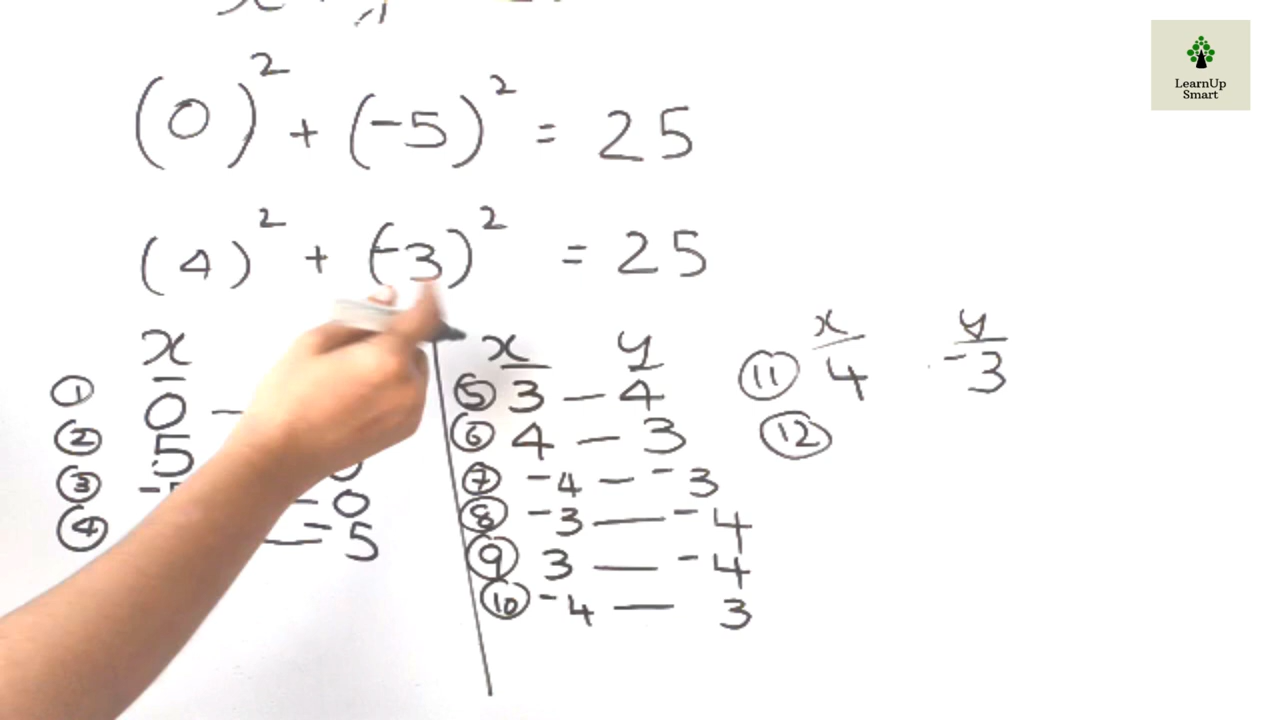 (0)² + (-5)² = 25
(4)² + (-3)² = 25
x
① 0 —
② 5
③ - — 0
④ — -5
x y
⑤ 3 — 4
⑥ 4 — 3
⑦ -4 — -3
⑧ -3 — -4
⑨ 3 — -4
⑩ -4 — 3
x y
⑪ 4 -3
⑫
LearnUp
Smart